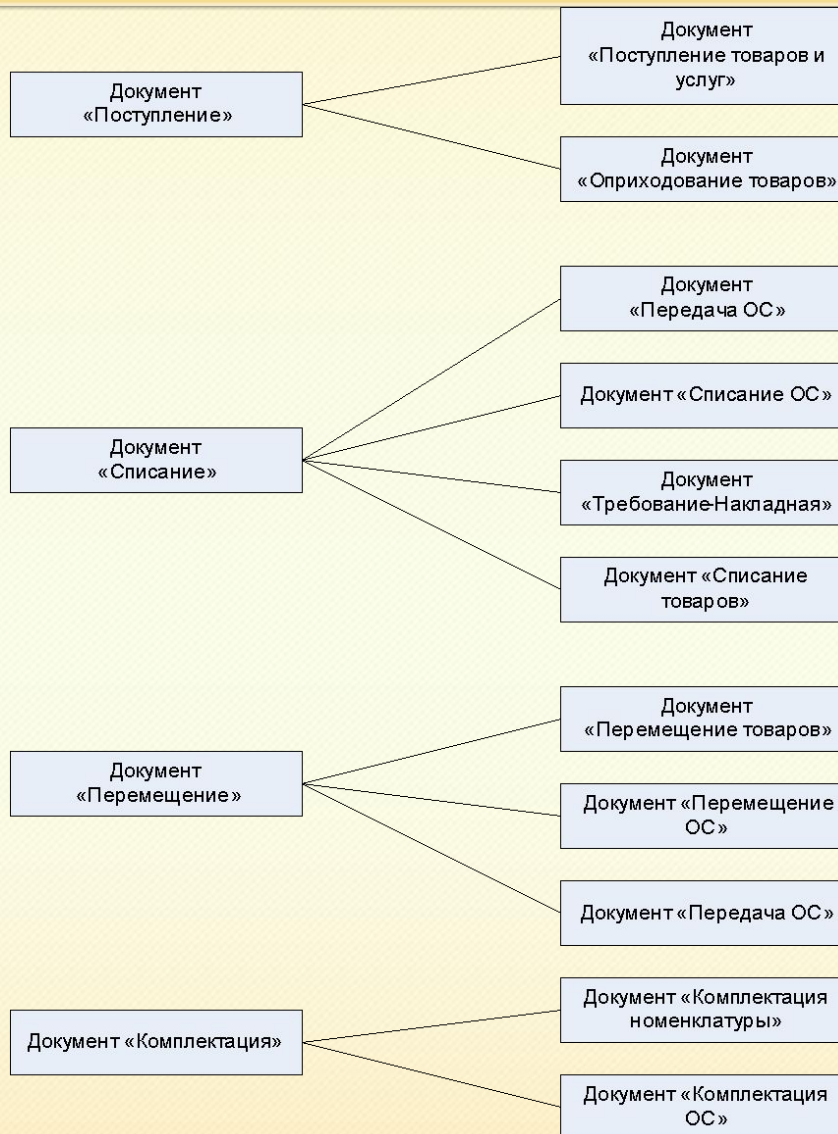 Документ
«Поступление»
Документ
«Поступление товаров и
услуг»
Документ
«Оприходование товаров»
Документ
«Списание»
Документ
«Передача ОС»
Документ «Списание ОС»
Документ
«Требование-Накладная»
Документ «Списание
товаров»
Документ
«Перемещение»
Документ
«Перемещение товаров»
Документ «Перемещение
ОС»
Документ «Передача ОС»
Документ «Комплектация»
Документ «Комплектация
номенклатуры»
Документ «Комплектация
ОС»